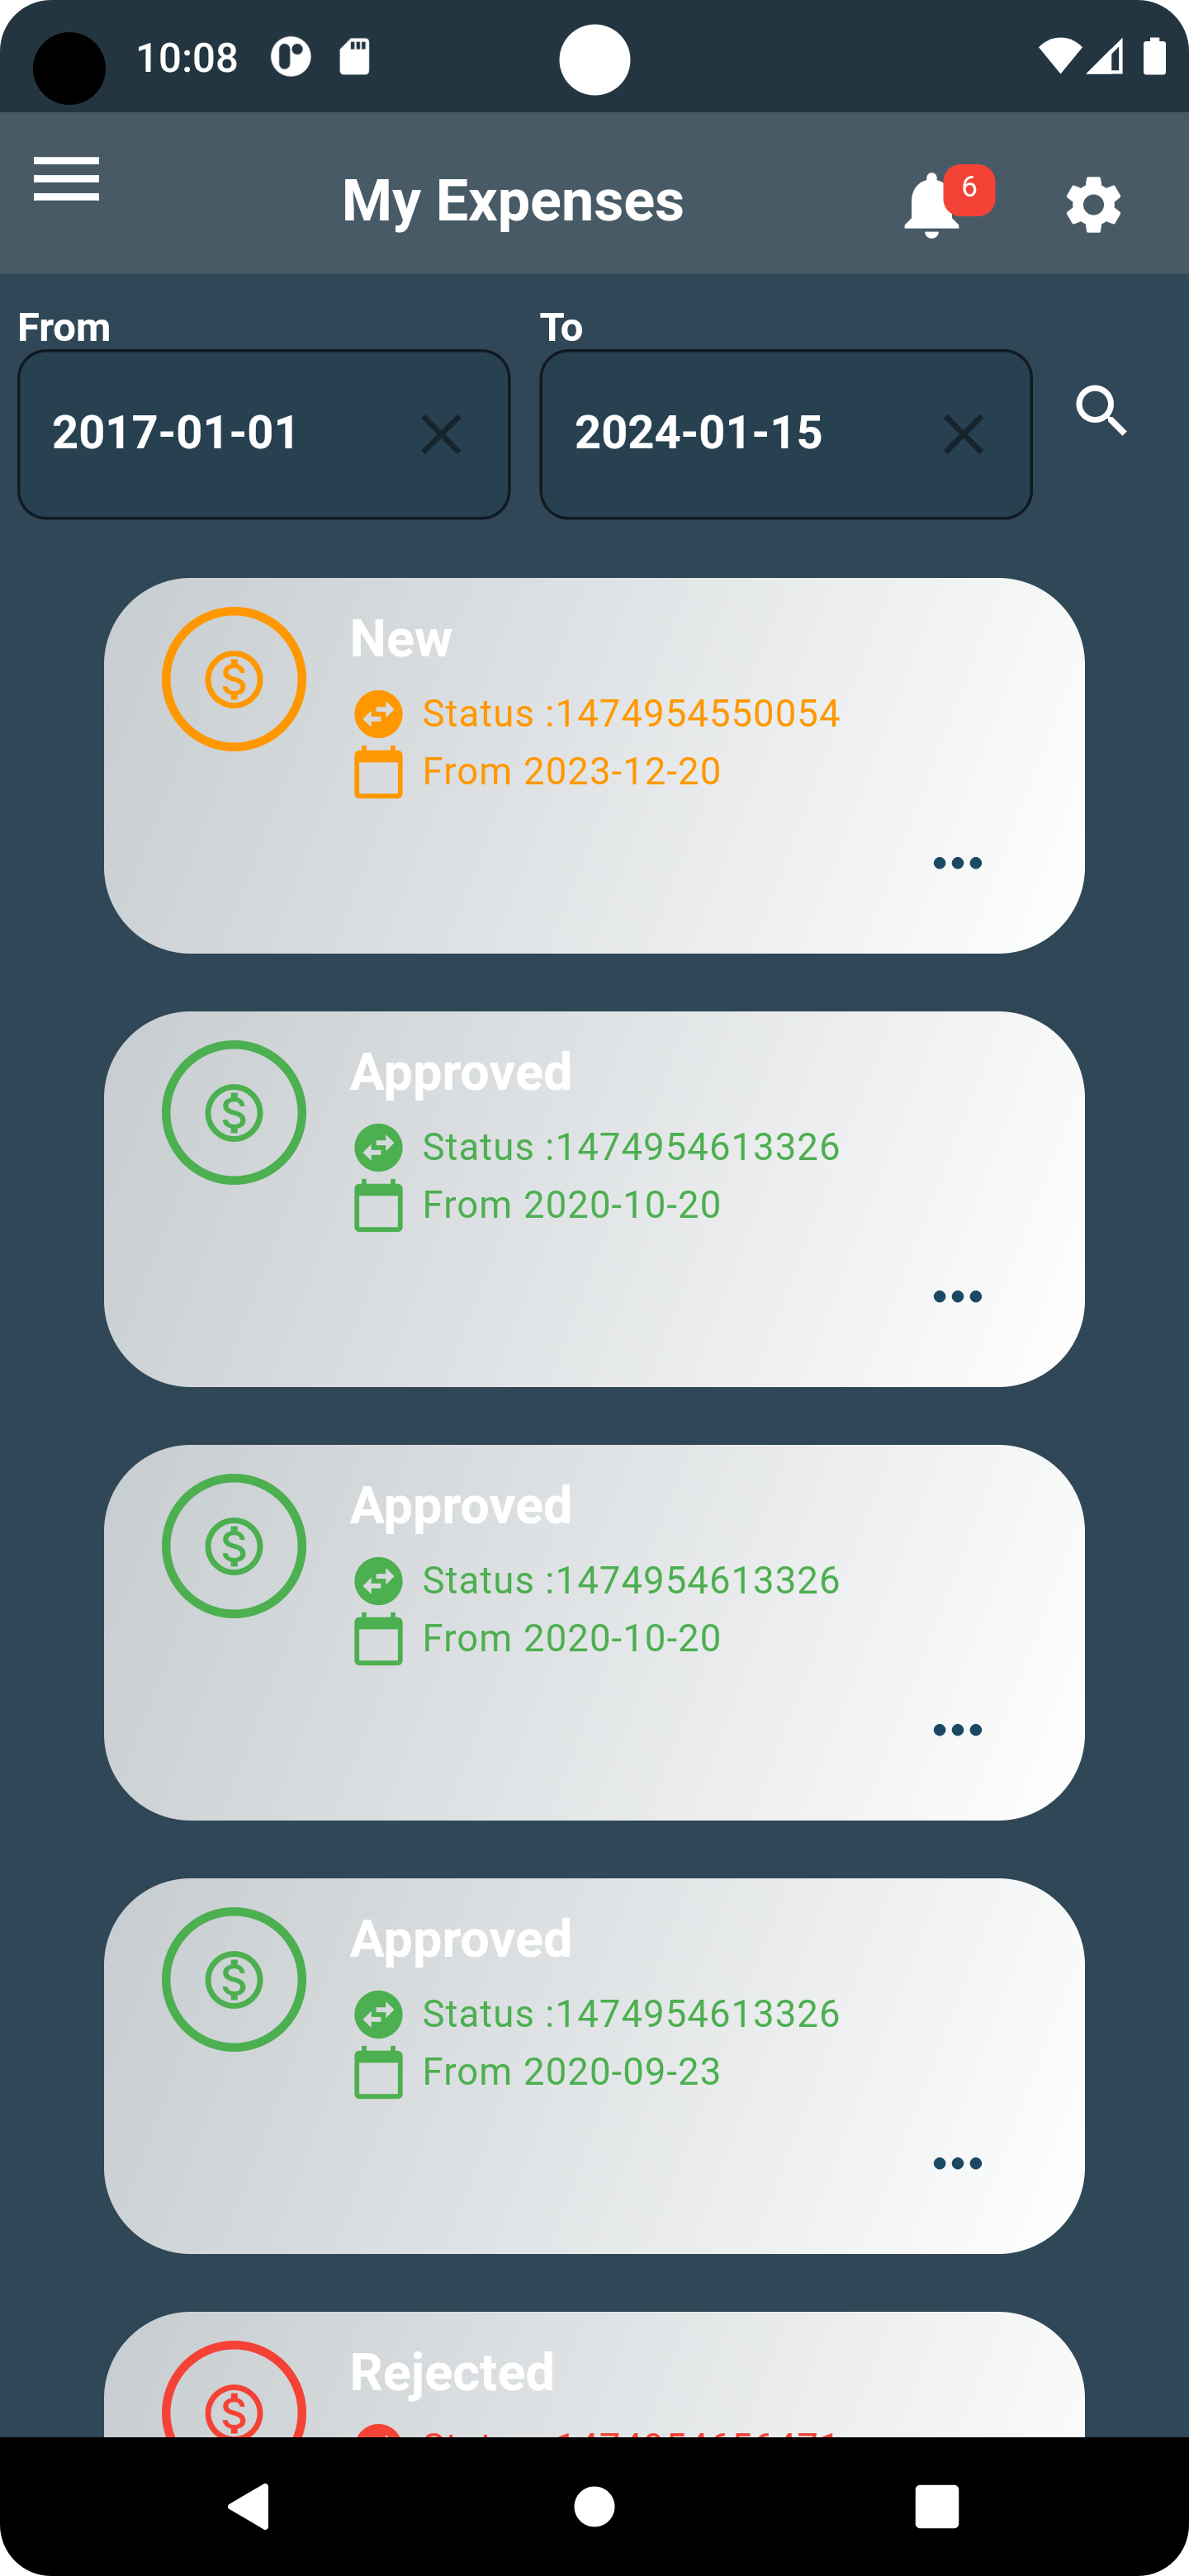 10:08
My Expenses
6
From
To
2017-01-01
2024-01-15
New
Status :1474954550054
From 2023-12-20
Approved
Status :1474954613326
From 2020-10-20
Approved
Status :1474954613326
From 2020-10-20
Approved
Status :1474954613326
From 2020-09-23
Rejected